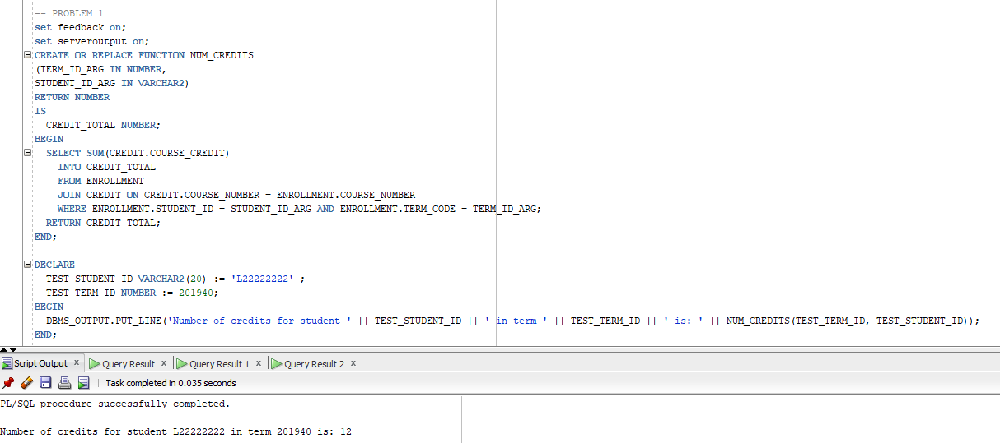 -- PROBLEM 1
set feedback on;
set serveroutput on;
CREATE OR REPLACE FUNCTION NUM_CREDITS
(TERM_ID_ARG IN NUMBER,
STUDENT_ID_ARG IN VARCHAR2)
RETURN NUMBER
IS
  CREDIT_TOTAL NUMBER;
BEGIN
  SELECT SUM(CREDIT.COURSE_CREDIT)
    INTO CREDIT_TOTAL
    FROM ENROLLMENT
    JOIN CREDIT ON CREDIT.COURSE_NUMBER = ENROLLMENT.COURSE_NUMBER
    WHERE ENROLLMENT.STUDENT_ID = STUDENT_ID_ARG AND ENROLLMENT.TERM_CODE = TERM_ID_ARG;
  RETURN CREDIT_TOTAL;
END;
DECLARE
  TEST_STUDENT_ID VARCHAR2(20) := 'L22222222' ;
  TEST_TERM_ID NUMBER := 201940;
BEGIN
  DBMS_OUTPUT.PUT_LINE('Number of credits for student ' || TEST_STUDENT_ID || ' in term ' || TEST_TERM_ID || ' is: ' || NUM_CREDITS(TEST_TERM_ID, TEST_STUDENT_ID));
END;
Script Output x Query Result x Query Result 1 x Query Result 2 x
Task completed in 0.035 seconds
PL/SQL procedure successfully completed.
Number of credits for student L22222222 in term 201940 is: 12